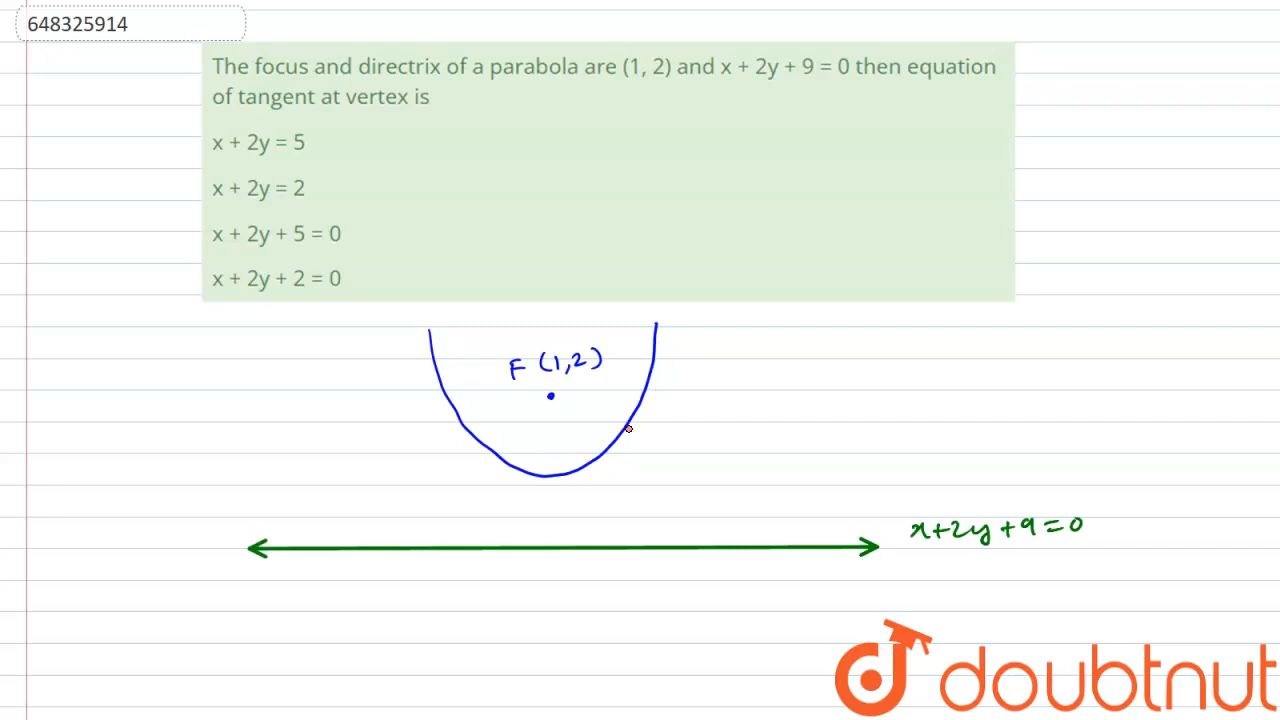 648325914
The focus and directrix of a parabola are (1, 2) and x + 2y + 9 = 0 then equation
of tangent at vertex is
x + 2y = 5
x + 2y = 2
x + 2y + 5 = 0
x + 2y + 2 = 0
F (1,2)
x+2y+9=0
doubtnut